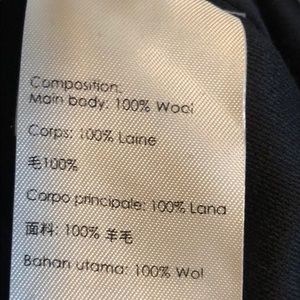 Composition:
Main body: 100% Wool
Corps: 100% Laine
毛100%
Corpo principale: 100% Lana
面料: 100% 羊毛
Bahan utama: 100% Wol